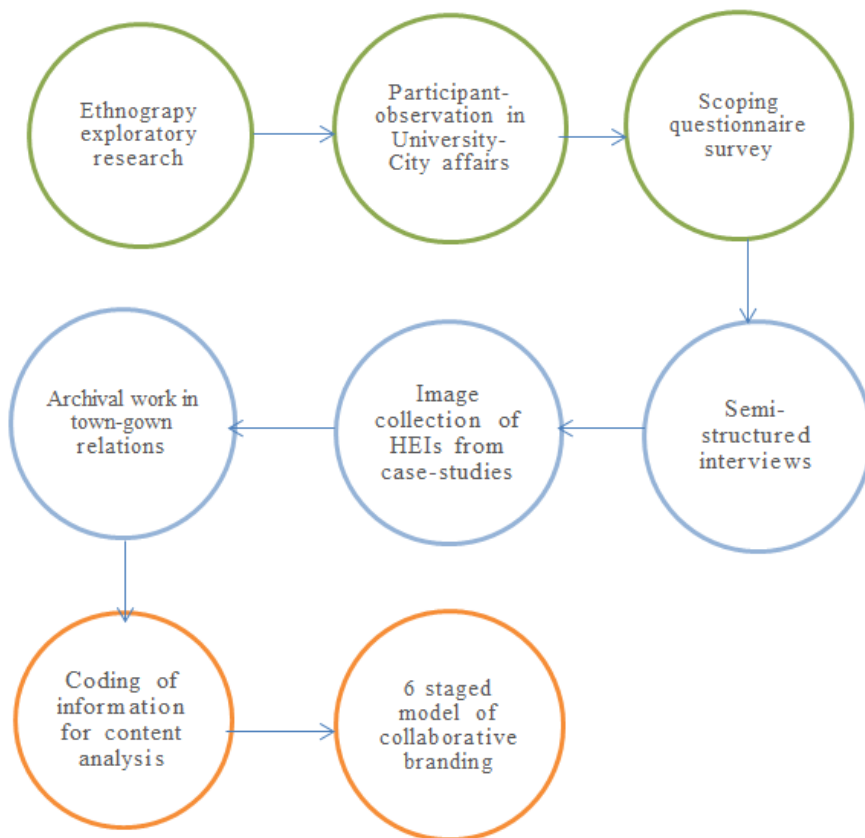 Ethnograpy
exploratory
research
Participant-
observation in
University-
City affairs
Scoping
questionnaire
survey
Semi-
structured
interviews
Image
collection of
HEIs from
case-studies
Archival work in
town-gown
relations
Coding of
information
for content
analysis
6 staged
model of
collaborative
branding